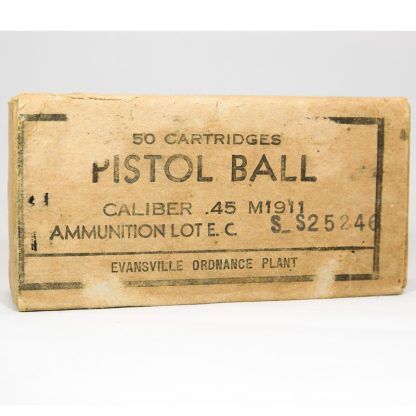 50 CARTRIDGES
PISTOL BALL
CALIBER .45 M1911
AMMUNITION LOT E. C. S_S25246
EVANSVILLE ORDNANCE PLANT